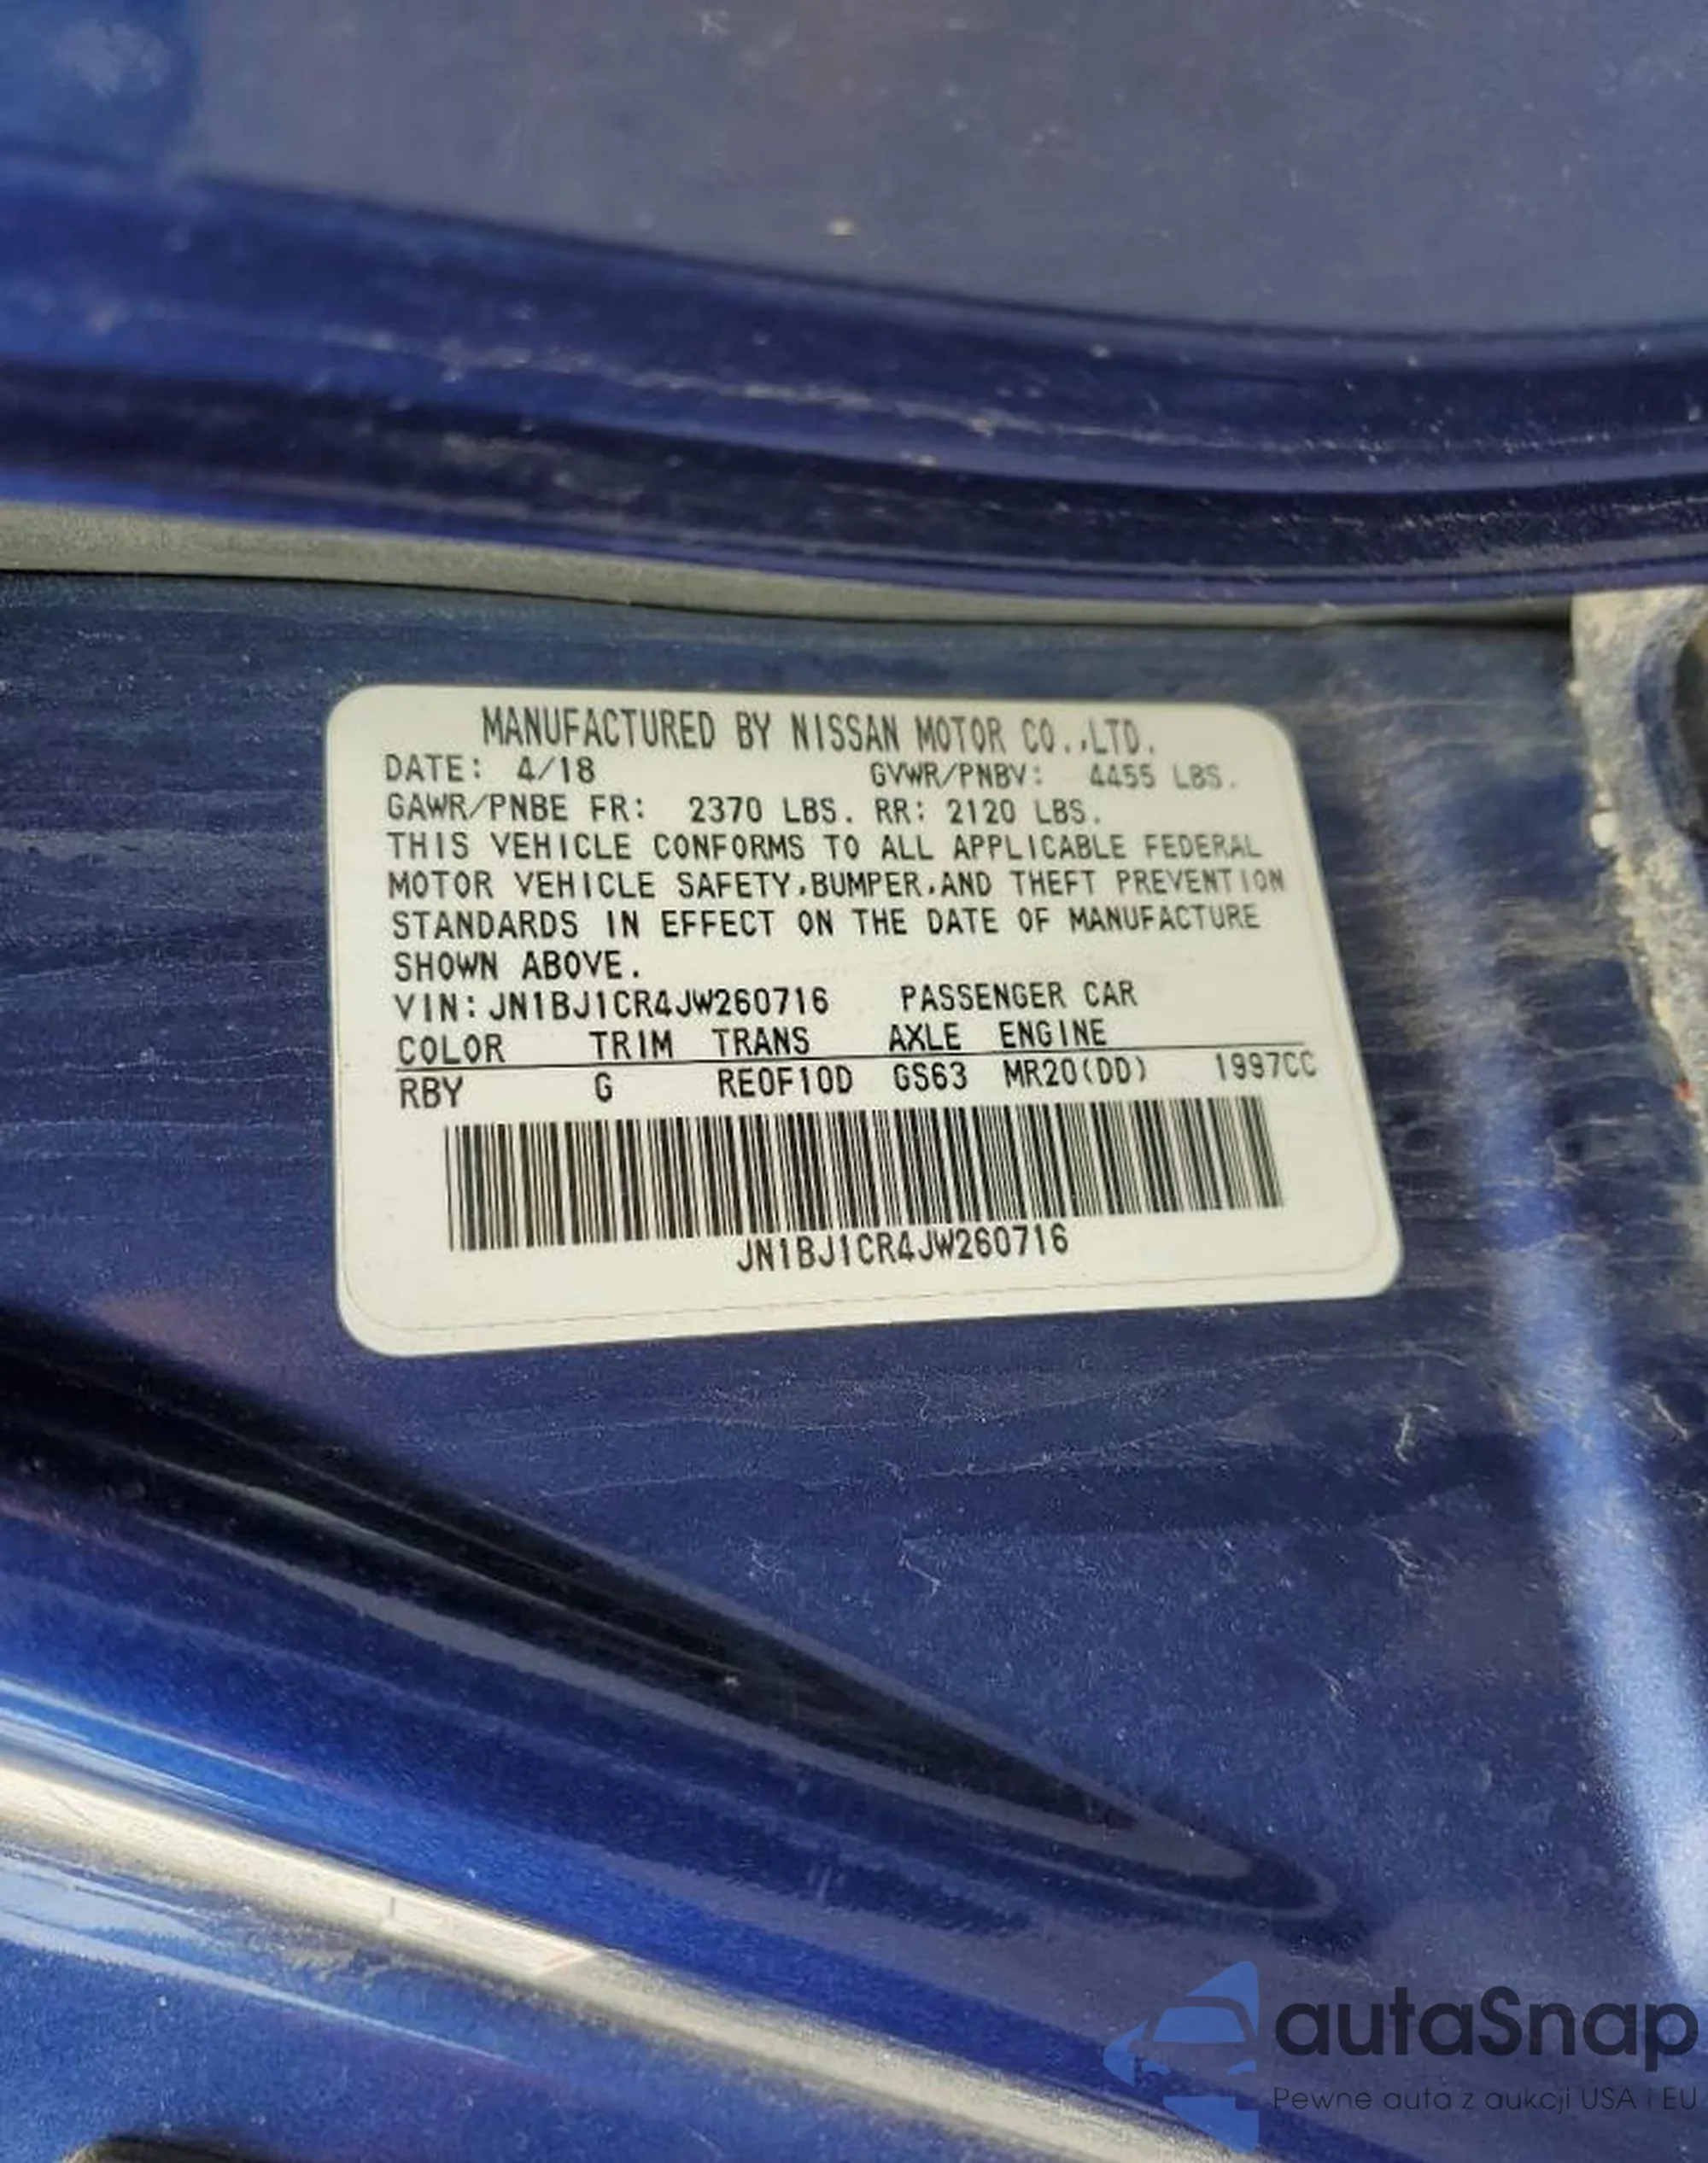 MANUFACTURED BY NISSAN MOTOR CO.,LTD.
DATE: 4/18 GVWR/PNBV: 4455 LBS.
GAWR/PNBE FR: 2370 LBS. RR: 2120 LBS.
THIS VEHICLE CONFORMS TO ALL APPLICABLE FEDERAL
MOTOR VEHICLE SAFETY,BUMPER,AND THEFT PREVENTION
STANDARDS IN EFFECT ON THE DATE OF MANUFACTURE
SHOWN ABOVE.
VIN:JN1BJ1CR4JW260716 PASSENGER CAR
COLOR TRIM TRANS AXLE ENGINE
RBY G RE0F10D GS63 MR20(DD) 1997CC
JN1BJ1CR4JW260716
autaSnap
Pewne auta z aukcji USA i EU